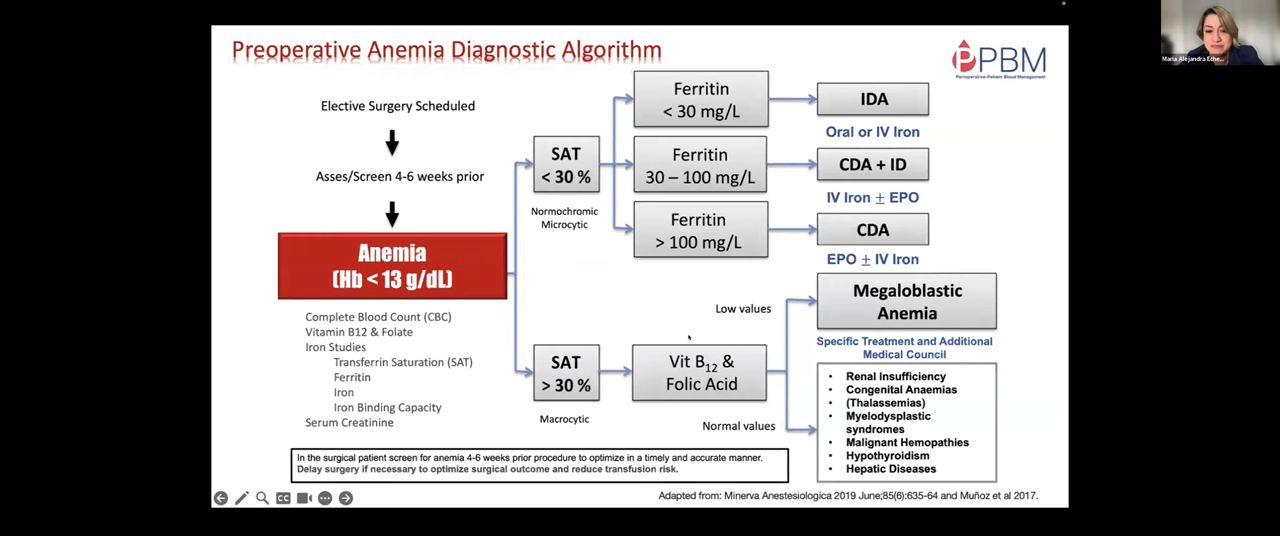 Preoperative Anemia Diagnostic Algorithm
PBM
Perioperative-Patient Blood Management
Maria Alejandra Eche...
Elective Surgery Scheduled
Asses/Screen 4-6 weeks prior
Anemia
(Hb < 13 g/dL)
Complete Blood Count (CBC)
Vitamin B12 & Folate
Iron Studies
Transferrin Saturation (SAT)
Ferritin
Iron
Iron Binding Capacity
Serum Creatinine
SAT
< 30 %
Normochromic
Microcytic
Ferritin
< 30 mg/L
IDA
Oral or IV Iron
Ferritin
30 – 100 mg/L
CDA + ID
IV Iron ± EPO
Ferritin
> 100 mg/L
CDA
EPO ± IV Iron
SAT
> 30 %
Macrocytic
Vit B12 &
Folic Acid
Low values
Megaloblastic
Anemia
Specific Treatment and Additional
Medical Council
Normal values
• Renal Insufficiency
• Congenital Anaemias
• (Thalassemias)
• Myelodysplastic
syndromes
• Malignant Hemopathies
• Hypothyroidism
• Hepatic Diseases
In the surgical patient screen for anemia 4-6 weeks prior procedure to optimize in a timely and accurate manner.
Delay surgery if necessary to optimize surgical outcome and reduce transfusion risk.
CC
Adapted from: Minerva Anestesiologica 2019 June;85(6):635-64 and Muñoz et al 2017.